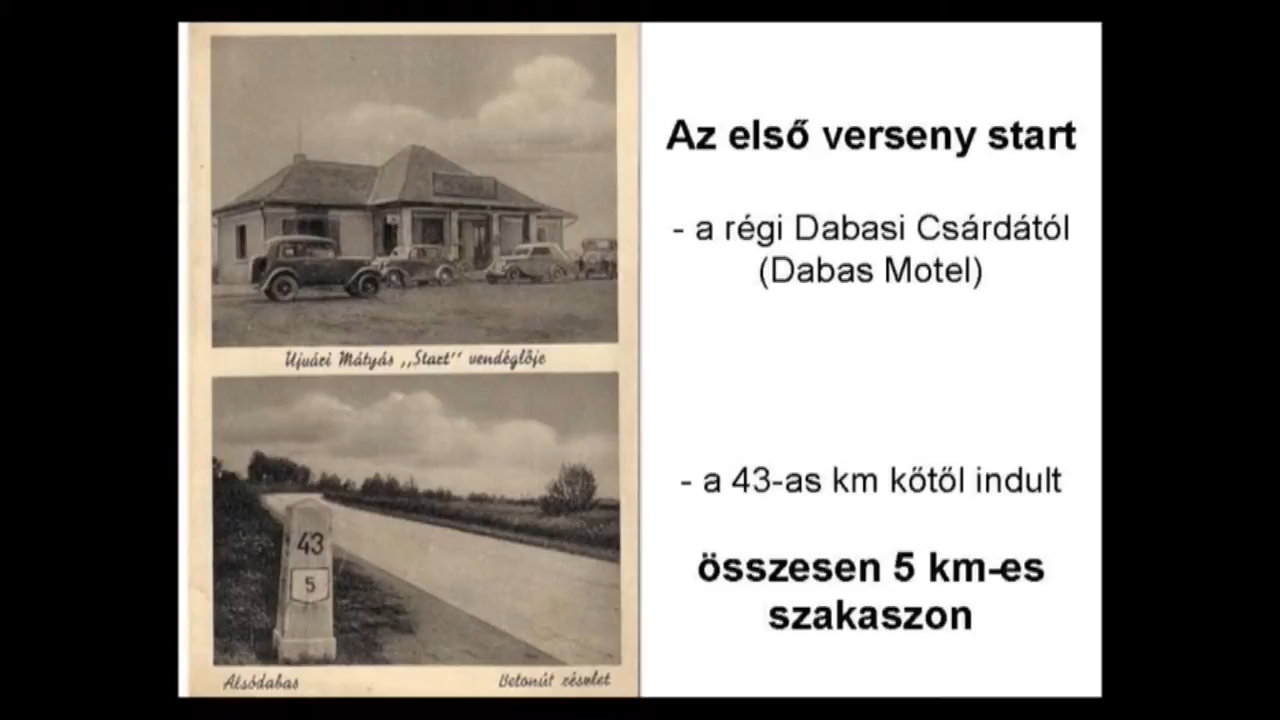 Ujvári Mátyás „Start" vendéglője
43
5
Alsódabas
Betonút részlet
Az első verseny start
- a régi Dabasi Csárdától
(Dabas Motel)
- a 43-as km kőtől indult
összesen 5 km-es
szakaszon